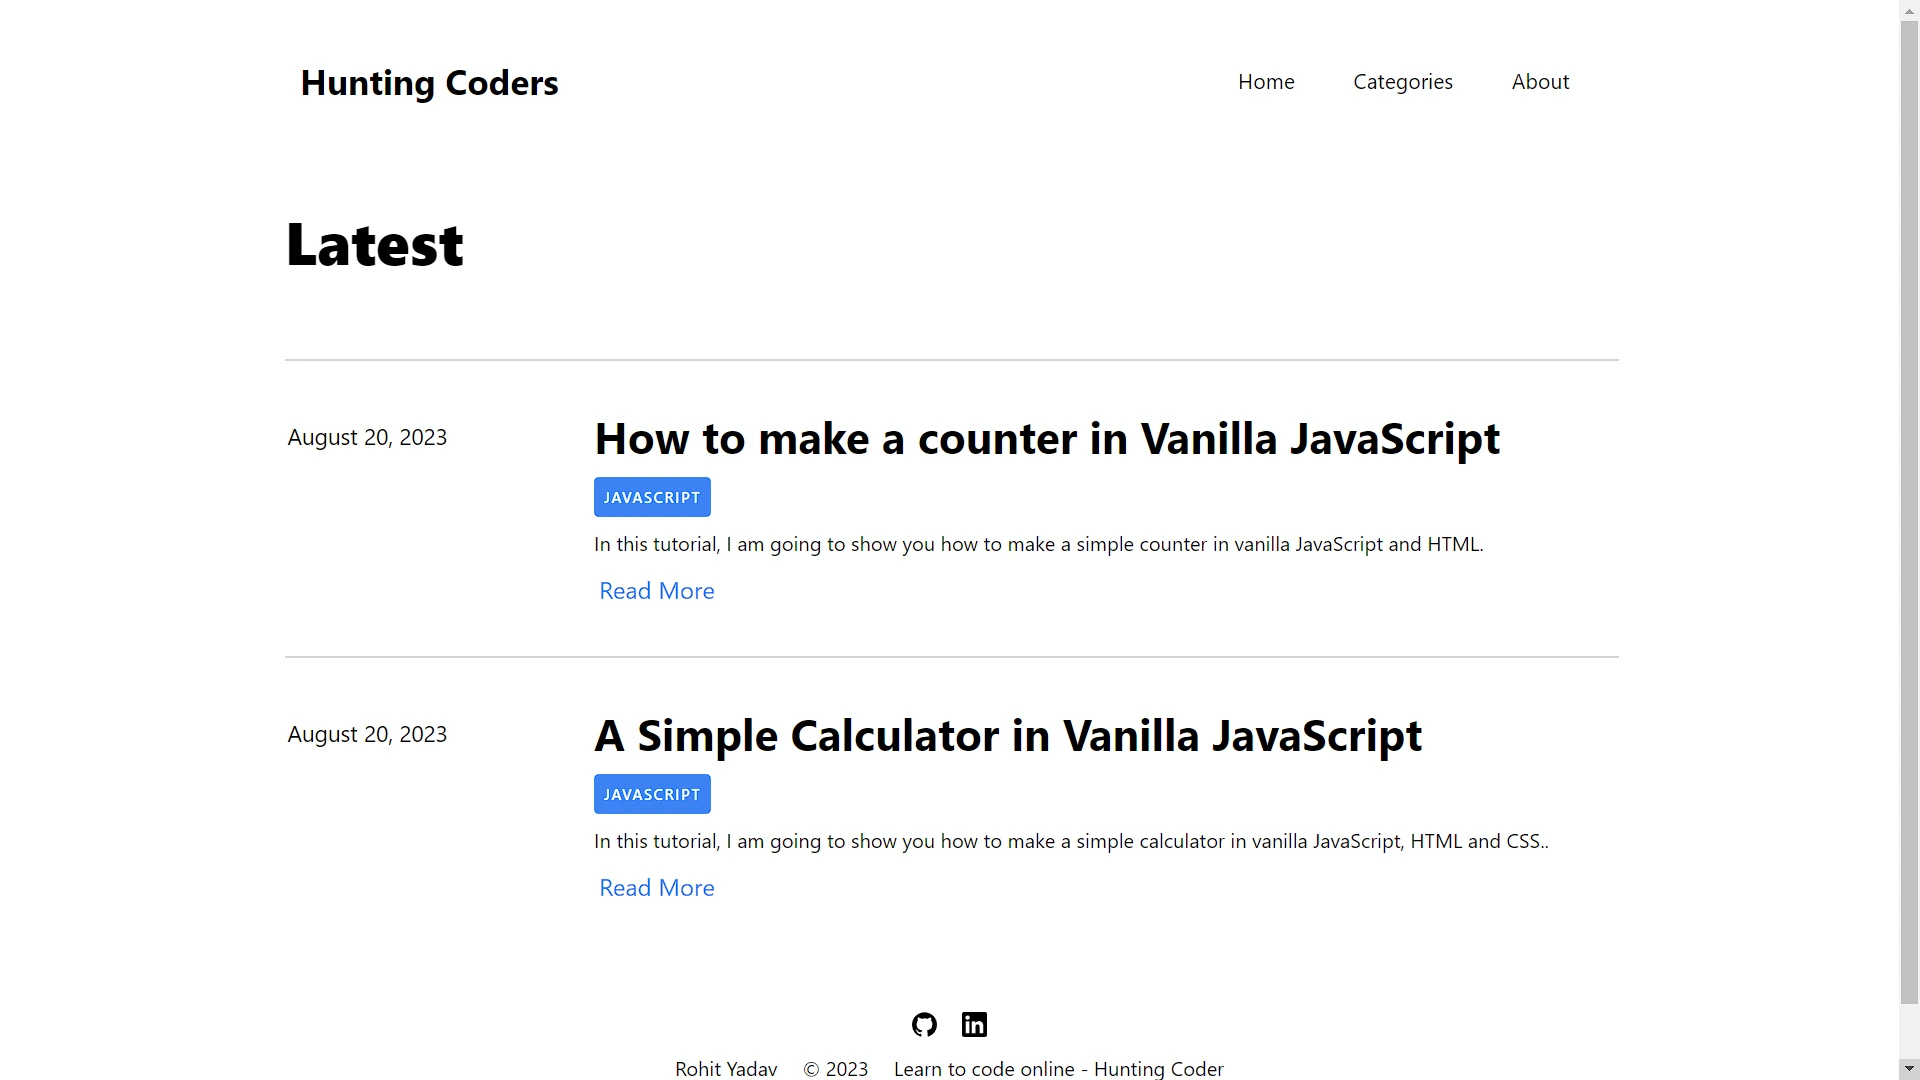 Hunting Coders
Home Categories About
Latest
August 20, 2023
How to make a counter in Vanilla JavaScript
JAVASCRIPT
In this tutorial, I am going to show you how to make a simple counter in vanilla JavaScript and HTML.
Read More
August 20, 2023
A Simple Calculator in Vanilla JavaScript
JAVASCRIPT
In this tutorial, I am going to show you how to make a simple calculator in vanilla JavaScript, HTML and CSS..
Read More
in
Rohit Yadav © 2023 Learn to code online - Hunting Coder